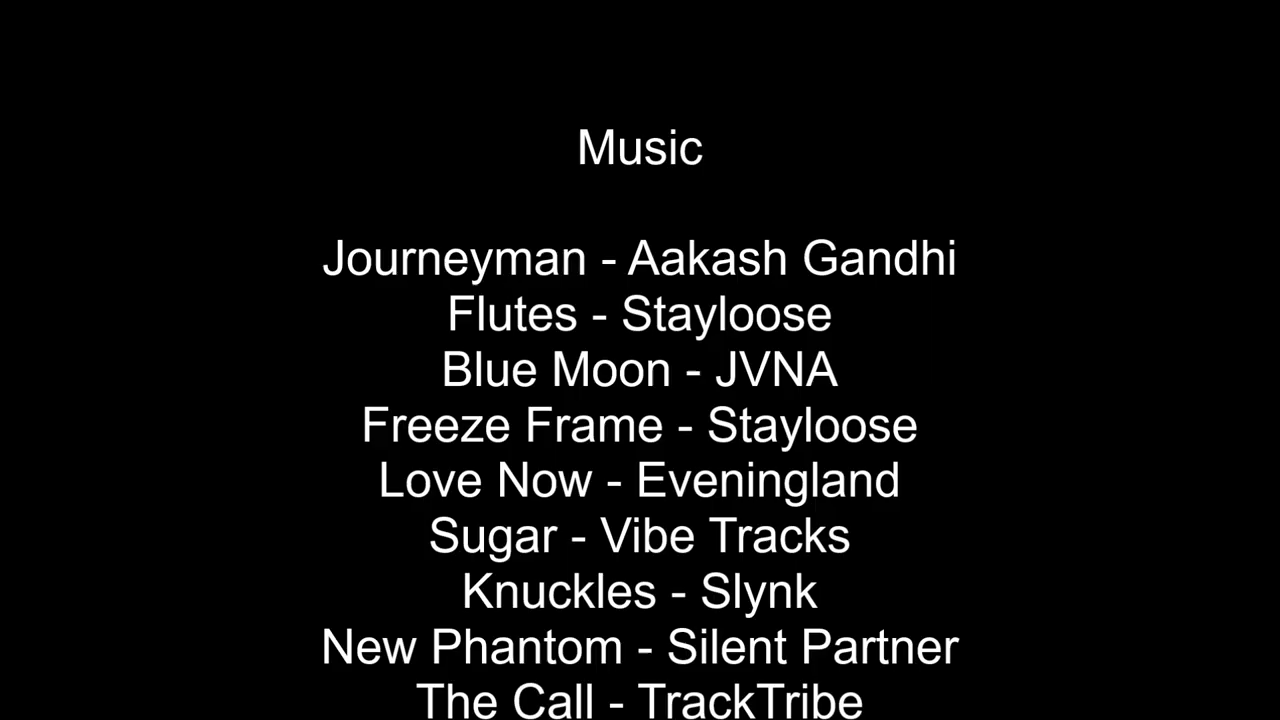 Music
Journeyman - Aakash Gandhi
Flutes - Stayloose
Blue Moon - JVNA
Freeze Frame - Stayloose
Love Now - Eveningland
Sugar - Vibe Tracks
Knuckles - Slynk
New Phantom - Silent Partner
The Call - TrackTribe